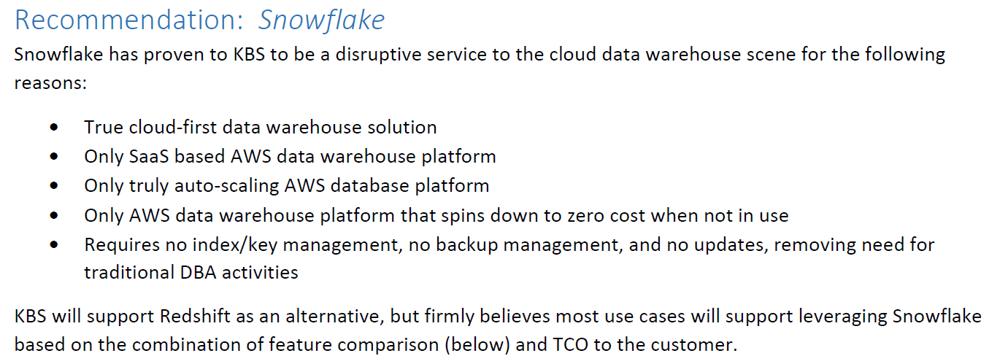 Recommendation: Snowflake
Snowflake has proven to KBS to be a disruptive service to the cloud data warehouse scene for the following
reasons:
• True cloud-first data warehouse solution
• Only SaaS based AWS data warehouse platform
• Only truly auto-scaling AWS database platform
• Only AWS data warehouse platform that spins down to zero cost when not in use
• Requires no index/key management, no backup management, and no updates, removing need for
traditional DBA activities
KBS will support Redshift as an alternative, but firmly believes most use cases will support leveraging Snowflake
based on the combination of feature comparison (below) and TCO to the customer.